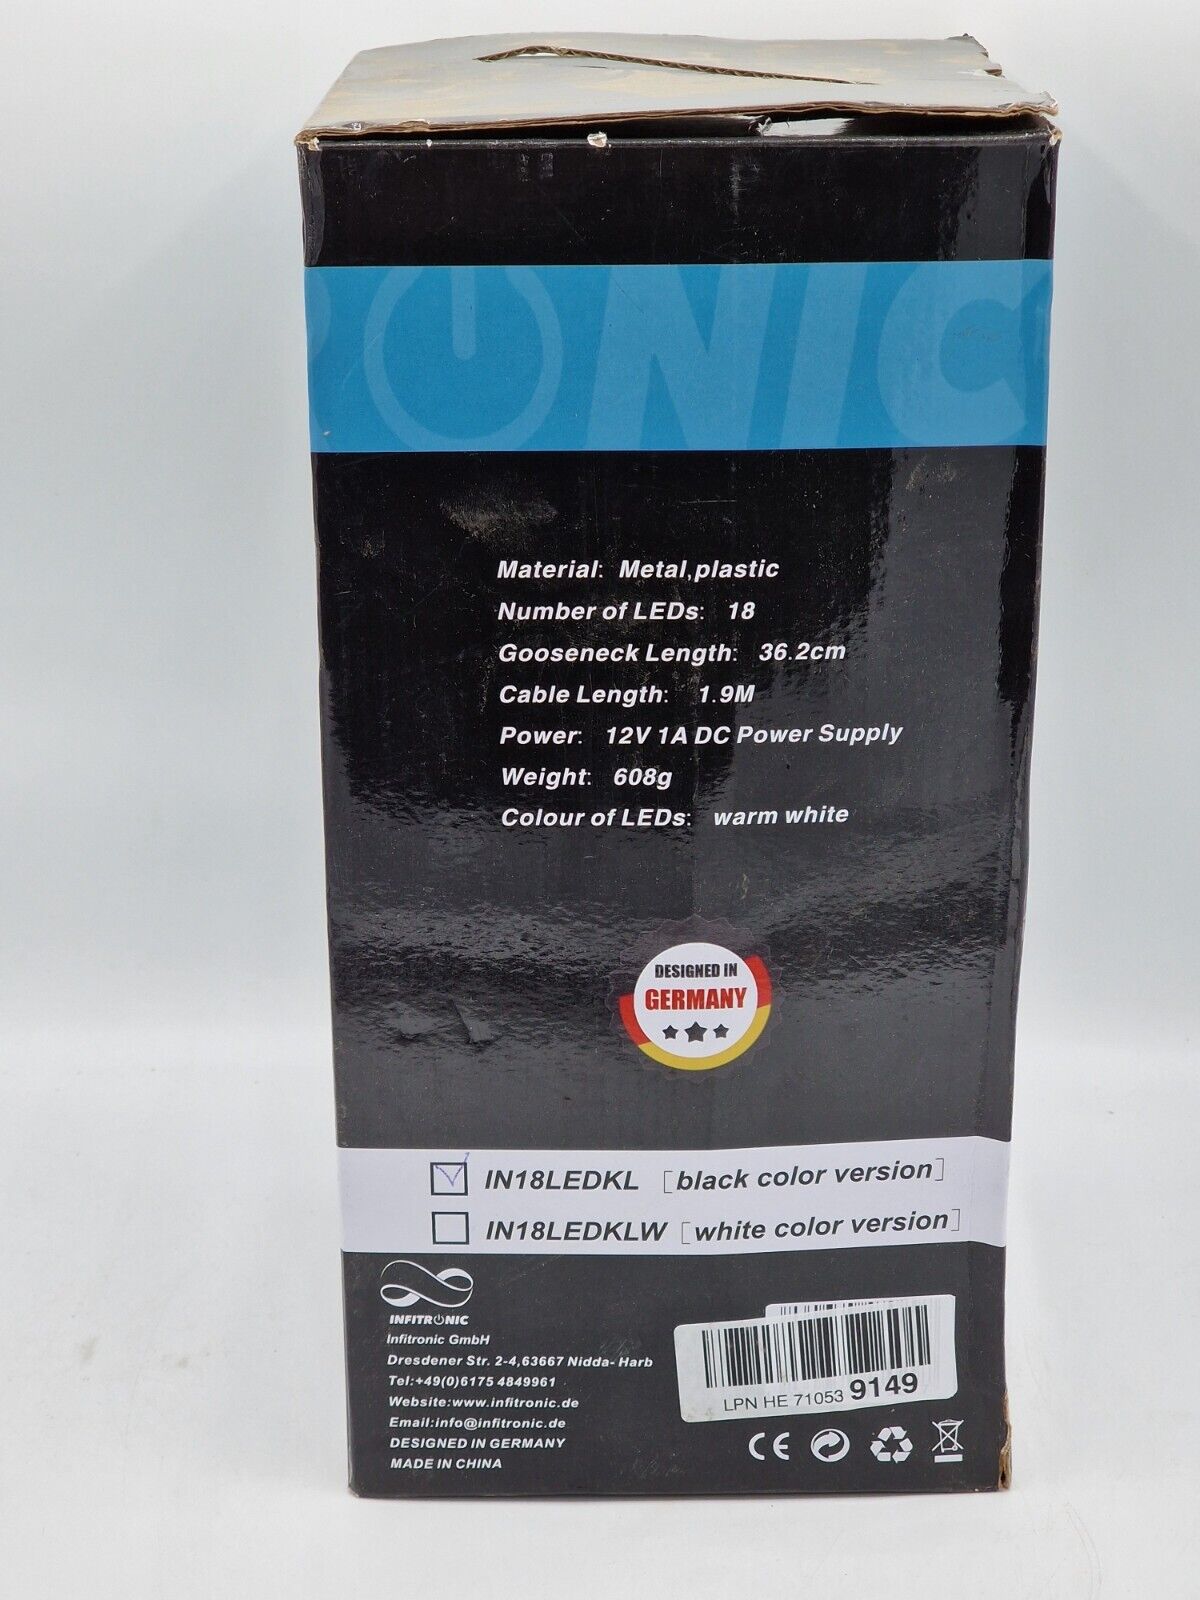 RONIC
Material: Metal,plastic
Number of LEDs: 18
Gooseneck Length: 36.2cm
Cable Length: 1.9M
Power: 12V 1A DC Power Supply
Weight: 608g
Colour of LEDs: warm white
DESIGNED IN
GERMANY
IN18LEDKL [black color version]
IN18LEDKLW [white color version]
INFITRONIC
Infitronic GmbH
Dresdener Str. 2-4,63667 Nidda- Harb
Tel:+49(0)6175 4849961
Website:www.infitronic.de
Email:info@infitronic.de
DESIGNED IN GERMANY
MADE IN CHINA
LPN HE 71053 9149
CE